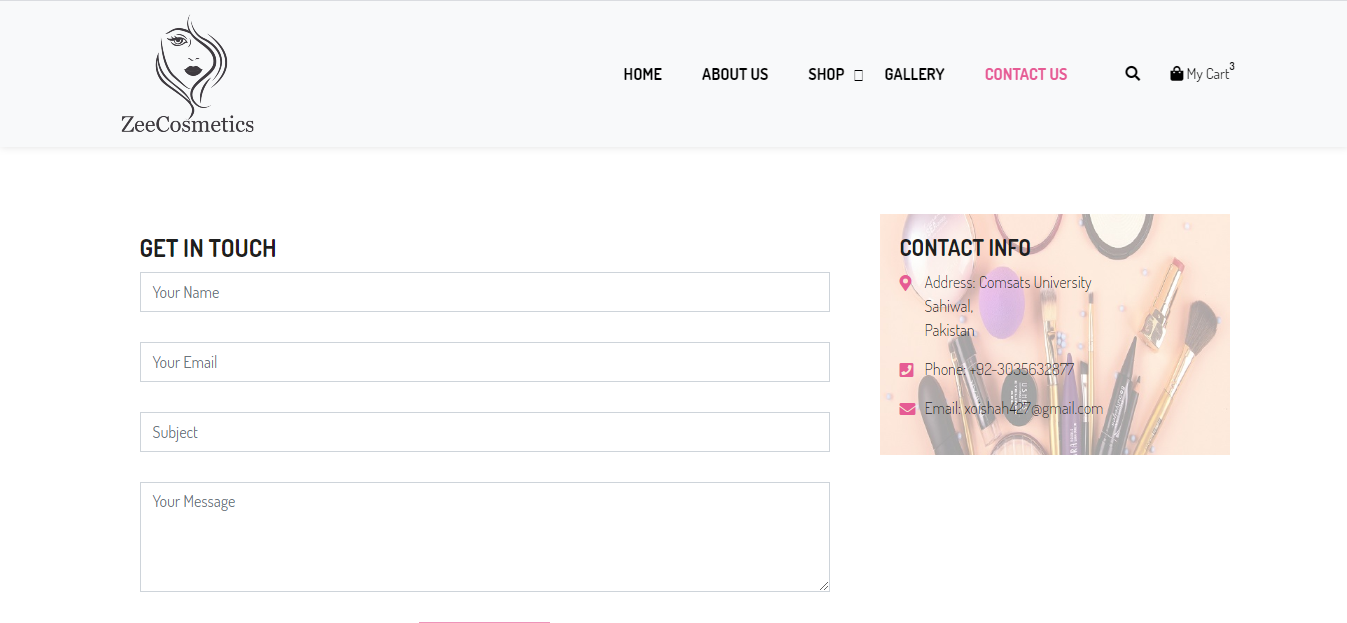 ZeeCosmetics
HOME ABOUT US SHOP GALLERY CONTACT US My Cart 3
GET IN TOUCH
Your Name
Your Email
Subject
Your Message
CONTACT INFO
Address: Comsats University
Sahiwal,
Pakistan
Phone: +92-3035632877
Email: xoishah427@gmail.com